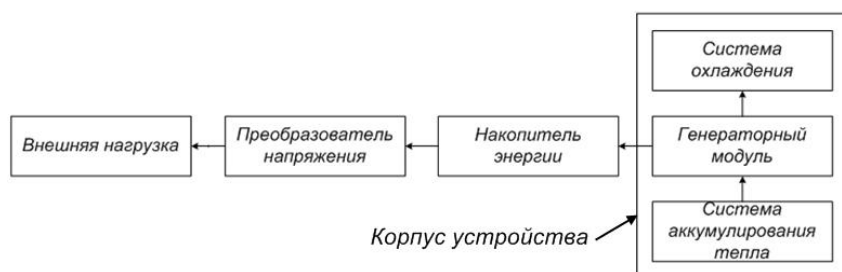 Система
охлаждения
Внешняя нагрузка
Преобразователь
напряжения
Накопитель
энергии
Генераторный
модуль
Корпус устройства
Система
аккумулирования
тепла